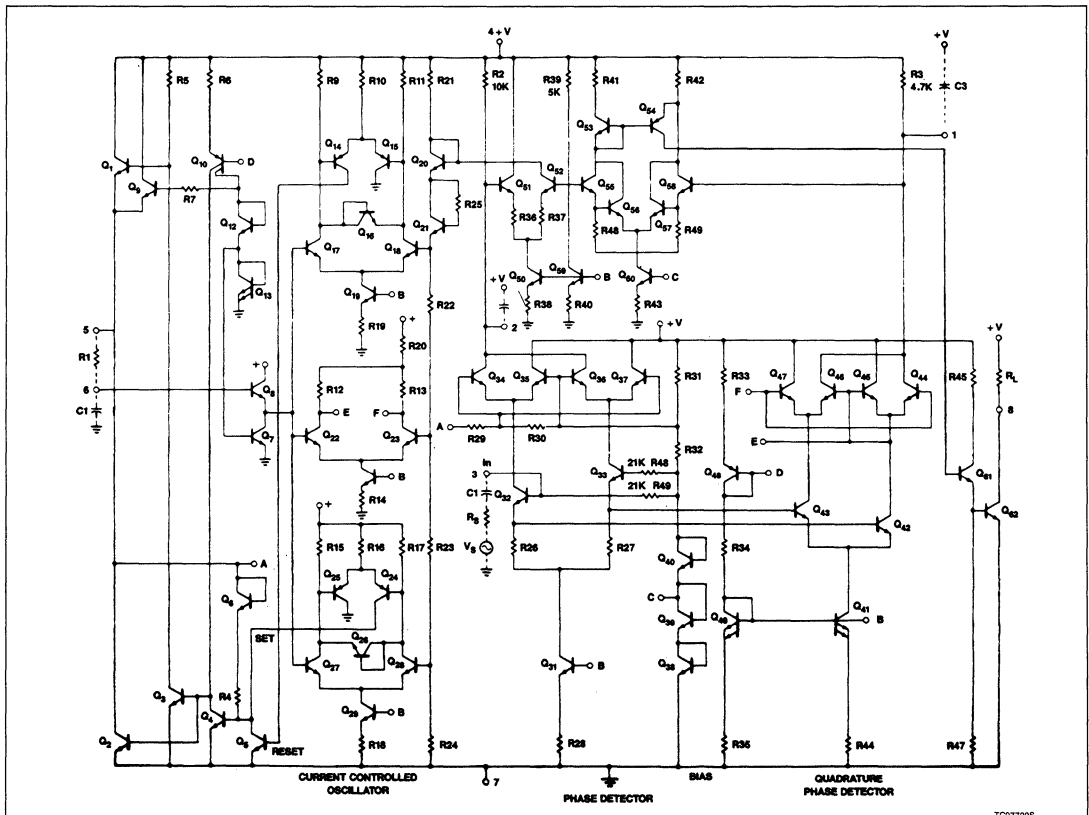 4 +V
+V
R5
R6
R9
R10
R11
R21
R2
10K
R39
5K
R41
R42
R3
4.7K
C3
1
Q53
Q54
Q1
Q10
D
Q14
Q15
Q20
Q52
Q9
R7
Q51
Q55
Q58
R25
Q12
Q16
Q21
R36
R37
Q56
Q57
R48
R49
Q17
Q18
Q13
Q50
Q59
B
Q60
C
+V
Q19
B
R22
R38
R40
R43
5
R19
+
2
+V
+V
R1
R20
6
Q8
Q34
Q35
Q36
Q37
R31
R33
Q47
Q46
Q45
Q44
R45
RL
C1
R12
R13
F
8
E
F
A
R29
R30
Q7
Q22
Q23
E
R32
In
3
Q33
21K R48
Q48
D
Q61
B
C1
Q32
21K R49
R14
RS
Q43
Q62
+
Q42
VS
R26
R27
R34
R15
R16
R17
R23
Q40
A
Q25
Q24
C
Q41
Q6
Q39
Q49
B
SET
Q26
Q27
Q28
Q31
B
Q38
Q3
R4
Q4
Q29
B
Q2
Q5
RESET
R18
R24
R28
R35
R44
R47
7
CURRENT CONTROLLED
OSCILLATOR
PHASE DETECTOR
BIAS
QUADRATURE
PHASE DETECTOR